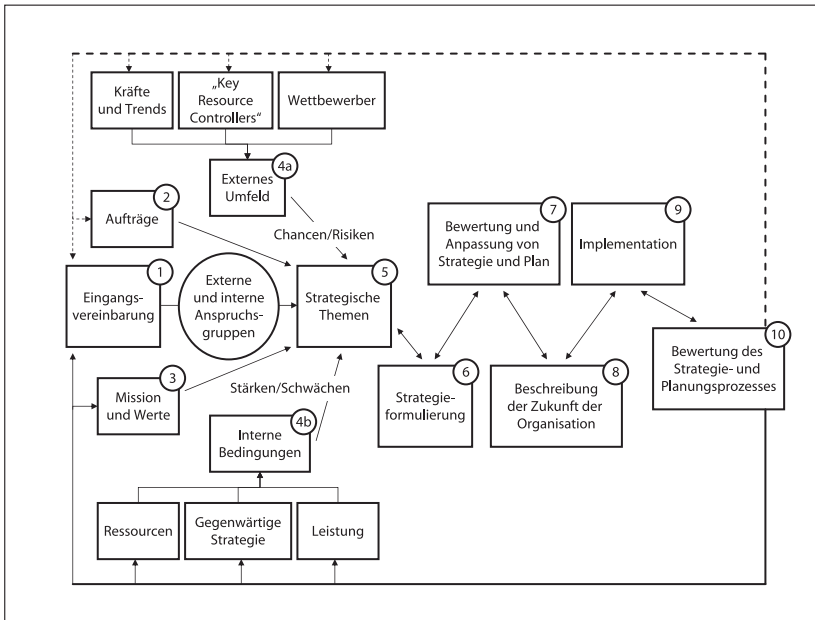 Kräfte
und Trends
„Key
Resource
Controllers“
Wettbewerber
4a
Externes
Umfeld
2
Aufträge
Chancen/Risiken
1
Eingangs-
vereinbarung
Externe
und interne
Anspruchs-
gruppen
5
Strategische
Themen
3
Mission
und Werte
Stärken/Schwächen
4b
Interne
Bedingungen
Ressourcen
Gegenwärtige
Strategie
Leistung
6
Strategie-
formulierung
7
Bewertung und
Anpassung von
Strategie und Plan
8
Beschreibung
der Zukunft der
Organisation
9
Implementation
10
Bewertung des
Strategie- und
Planungsprozesses